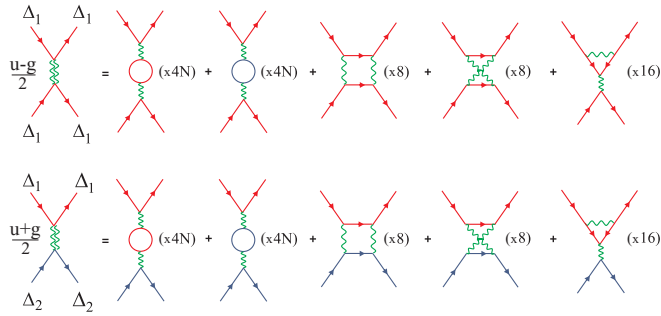 Δ₁ Δ₁
u-g/2 = (x4N) + (x4N) + (x8) + (x8) + (x16)
Δ₁ Δ₁
Δ₁ Δ₁
u+g/2 = (x4N) + (x4N) + (x8) + (x8) + (x16)
Δ₂ Δ₂